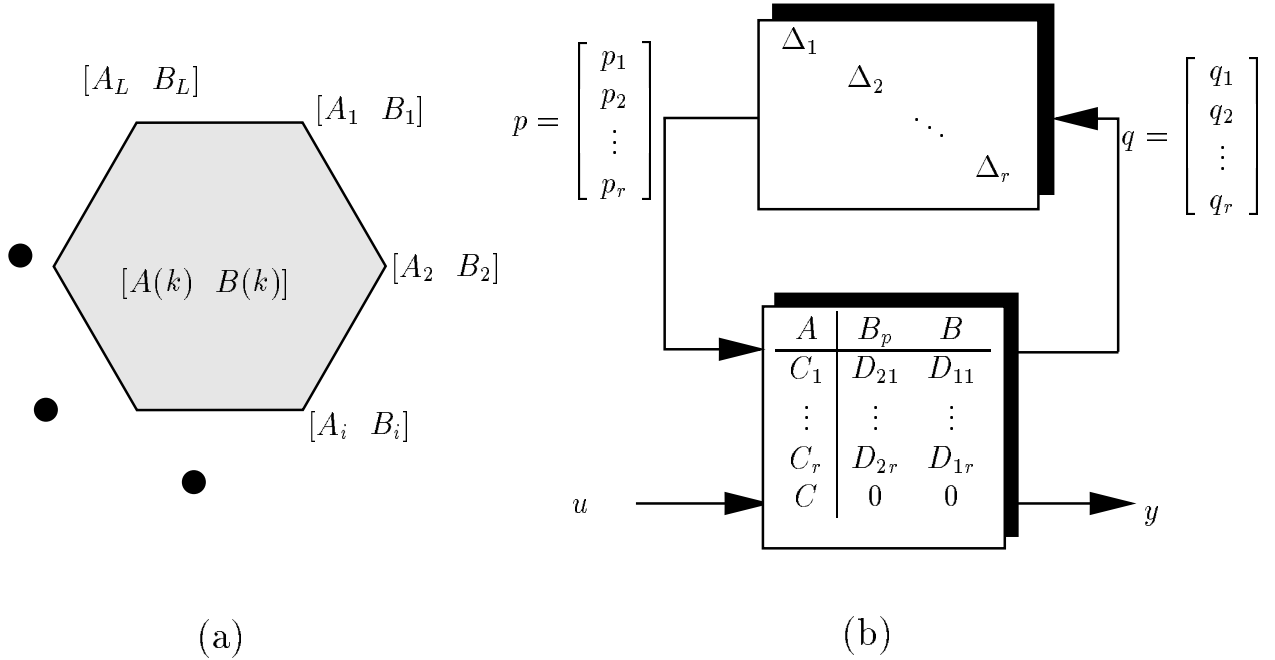 [A_L B_L]
[A_1 B_1]
[A(k) B(k)]
[A_2 B_2]
[A_i B_i]
(a)
p =
p_1
p_2
⋮
p_r
Δ_1
Δ_2
⋱
Δ_r
q =
q_1
q_2
⋮
q_r
A B_p B
C_1 D_21 D_11
⋮ ⋮ ⋮
C_r D_2r D_1r
C 0 0
u
y
(b)